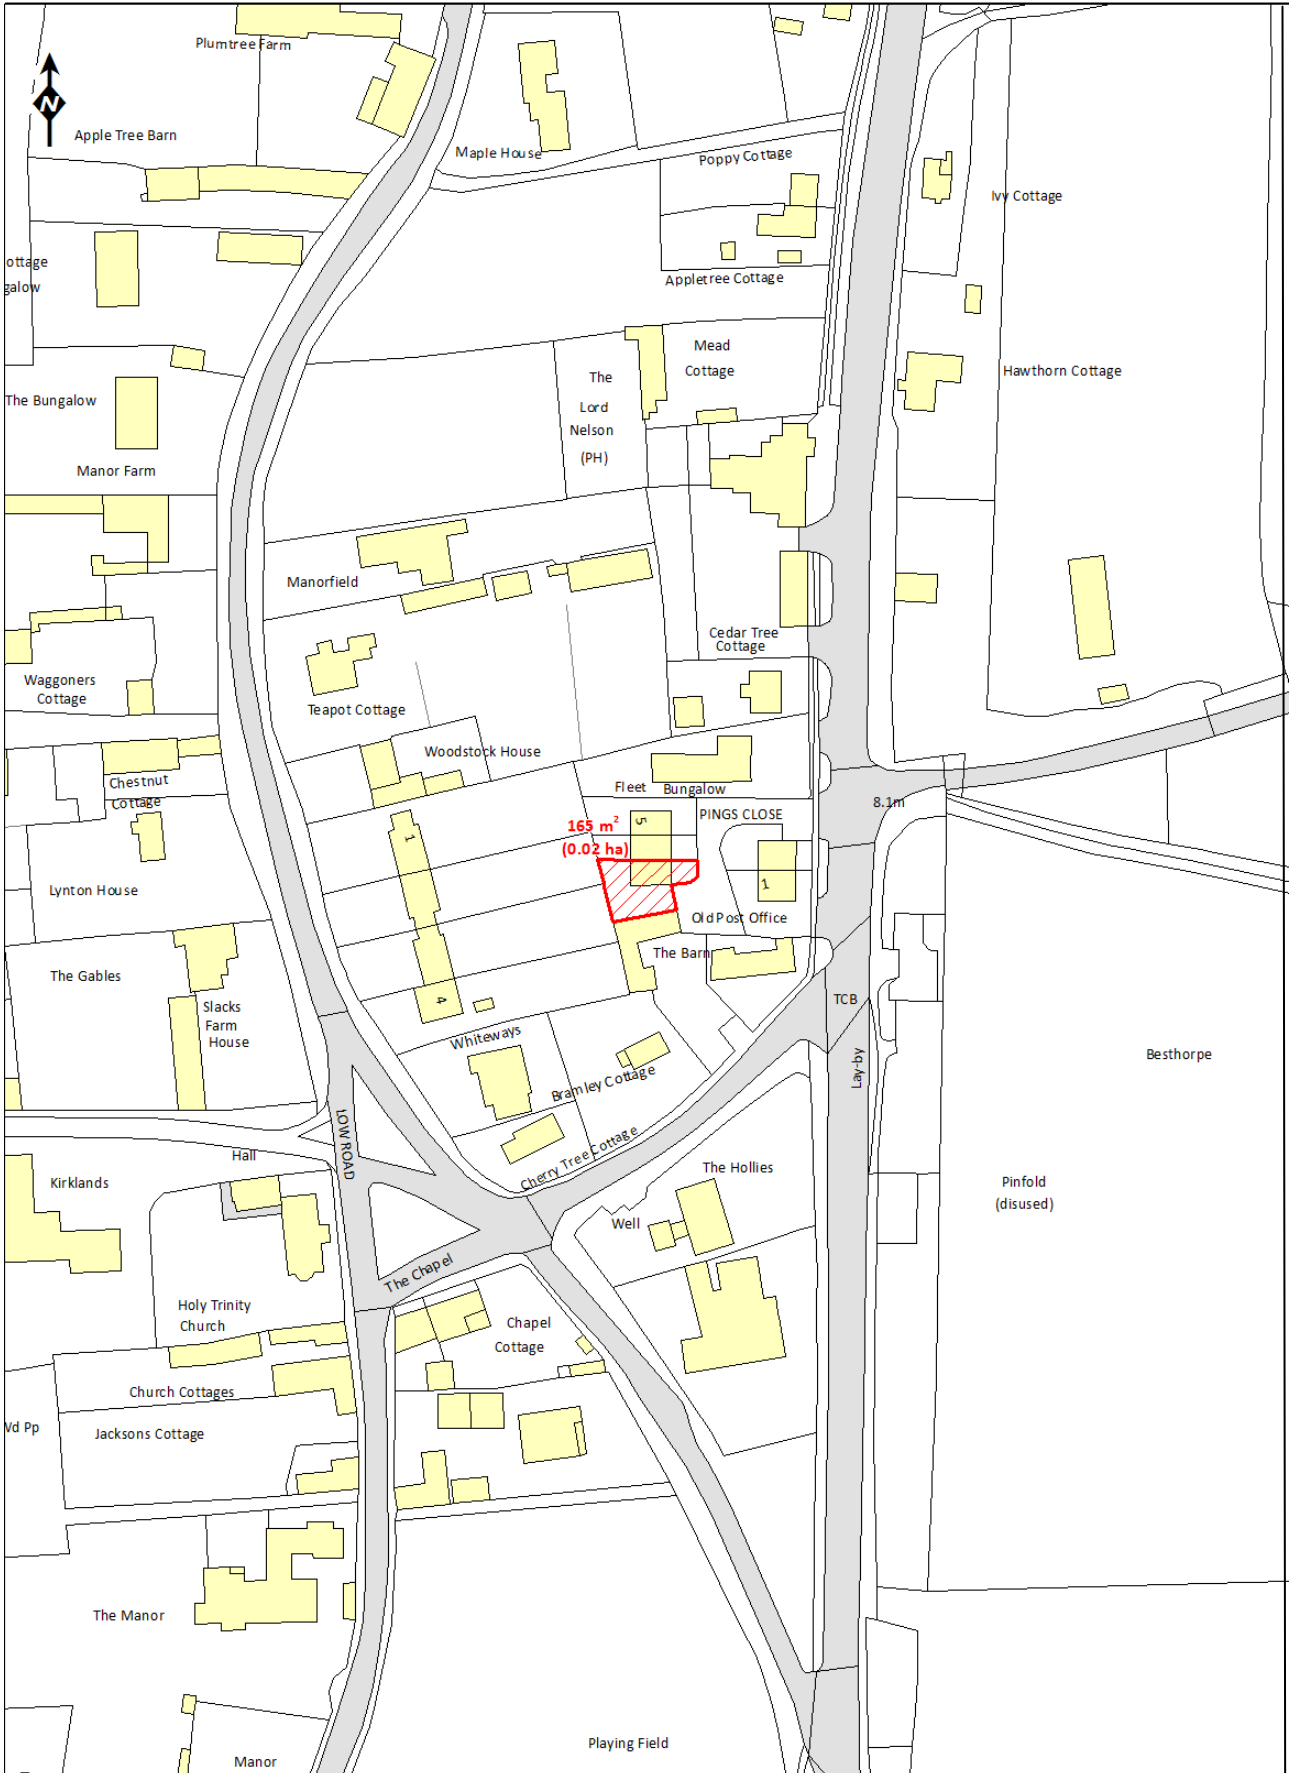 Plumtree Farm
N
Apple Tree Barn
Maple House
Poppy Cottage
Ivy Cottage
ottage
galow
Appletree Cottage
Mead
Cottage
The
Lord
Nelson
(PH)
Hawthorn Cottage
The Bungalow
Manor Farm
Manorfield
Cedar Tree
Cottage
Waggoners
Cottage
Teapot Cottage
Woodstock House
Chestnut
Cottage
Fleet Bungalow
PINGS CLOSE
8.1m
5
165 m²
(0.02 ha)
1
1
Lynton House
Old Post Office
The Barn
The Gables
Slacks
Farm
House
4
TCB
Whiteways
Lay-by
Besthorpe
Bramley Cottage
LOW ROAD
Cherry Tree Cottage
Hall
Kirklands
The Hollies
Pinfold
(disused)
Well
The Chapel
Holy Trinity
Church
Chapel
Cottage
Church Cottages
Vd Pp
Jacksons Cottage
The Manor
Playing Field
Manor